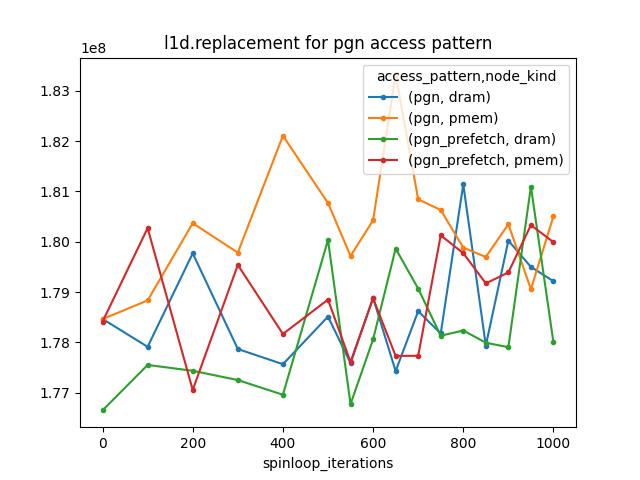 l1d.replacement for pgn access pattern
1e8
1.83
1.82
1.81
1.80
1.79
1.78
1.77
access_pattern,node_kind
(pgn, dram)
(pgn, pmem)
(pgn_prefetch, dram)
(pgn_prefetch, pmem)
0 200 400 600 800 1000
spinloop_iterations